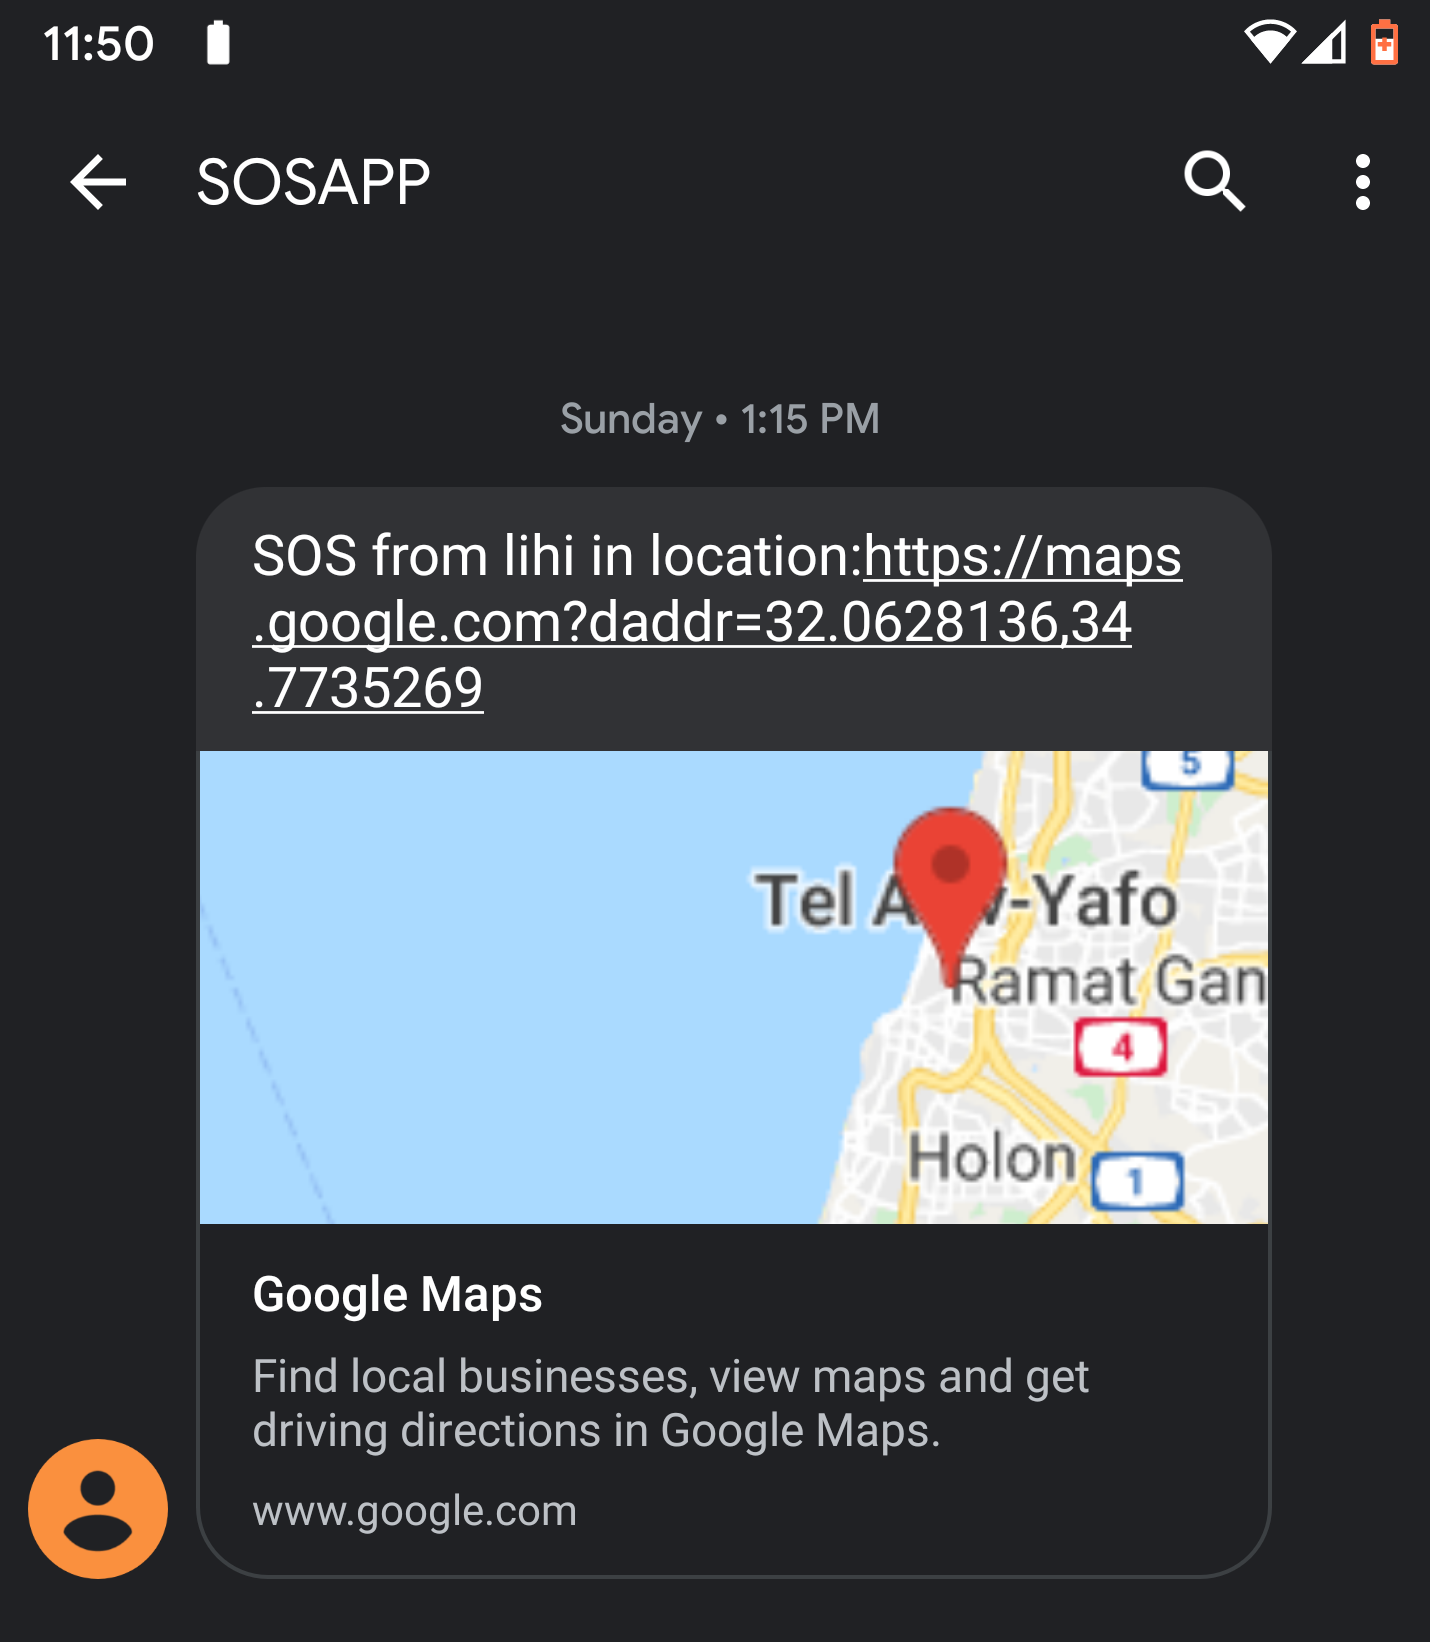 11:50
SOSAPP
Sunday • 1:15 PM
SOS from lihi in location:https://maps
.google.com?daddr=32.0628136,34
.7735269
5
Tel Aviv-Yafo
Ramat Gan
4
Holon
1
Google Maps
Find local businesses, view maps and get
driving directions in Google Maps.
www.google.com